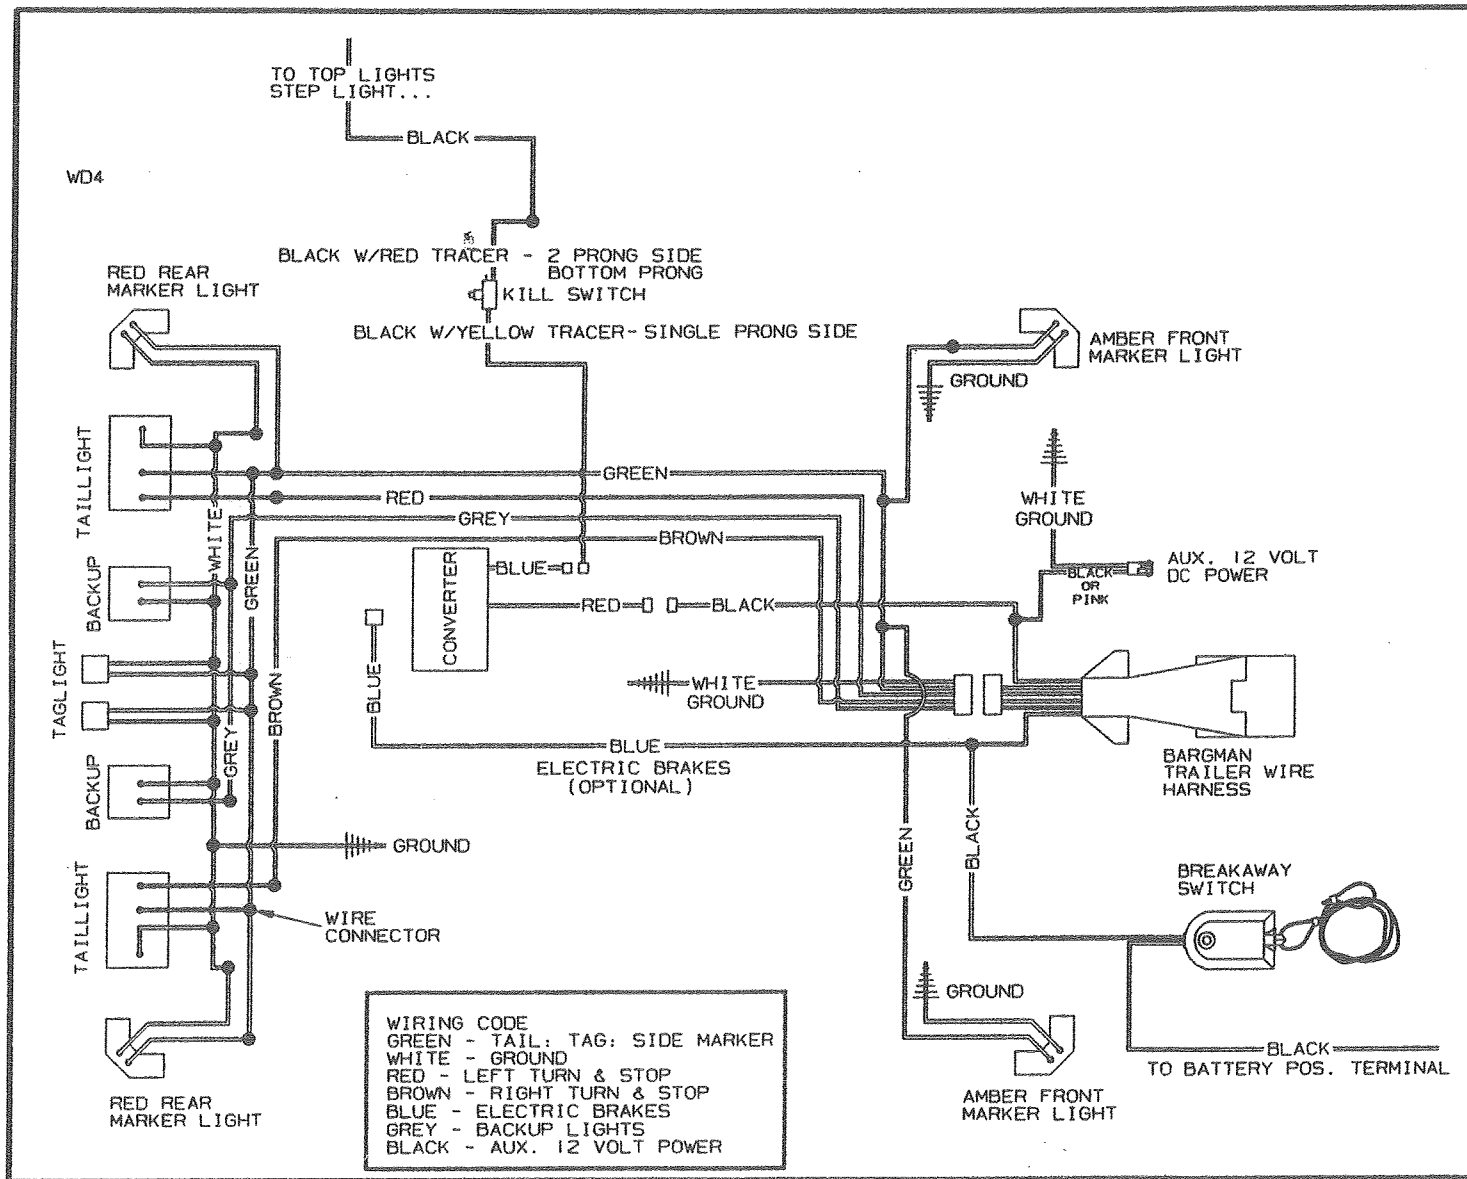 TO TOP LIGHTS
STEP LIGHT...
BLACK
WD4
BLACK W/RED TRACER - 2 PRONG SIDE
BOTTOM PRONG
RED REAR
MARKER LIGHT
KILL SWITCH
BLACK W/YELLOW TRACER- SINGLE PRONG SIDE
AMBER FRONT
MARKER LIGHT
GROUND
TAILLIGHT
GREEN
RED
WHITE
GROUND
GREY
BROWN
WHITE
GREEN
BACKUP
CONVERTER
BLUE
AUX. 12 VOLT
DC POWER
BLACK
OR
PINK
RED
BLACK
TAGLIGHT
BLUE
WHITE
GROUND
BROWN
GREY
BLUE
ELECTRIC BRAKES
(OPTIONAL)
BARGMAN
TRAILER WIRE
HARNESS
BACKUP
GROUND
GREEN
BLACK
BREAKAWAY
SWITCH
TAILLIGHT
WIRE
CONNECTOR
GROUND
WIRING CODE
GREEN - TAIL: TAG: SIDE MARKER
WHITE - GROUND
RED - LEFT TURN & STOP
BROWN - RIGHT TURN & STOP
BLUE - ELECTRIC BRAKES
GREY - BACKUP LIGHTS
BLACK - AUX. 12 VOLT POWER
BLACK
TO BATTERY POS. TERMINAL
RED REAR
MARKER LIGHT
AMBER FRONT
MARKER LIGHT